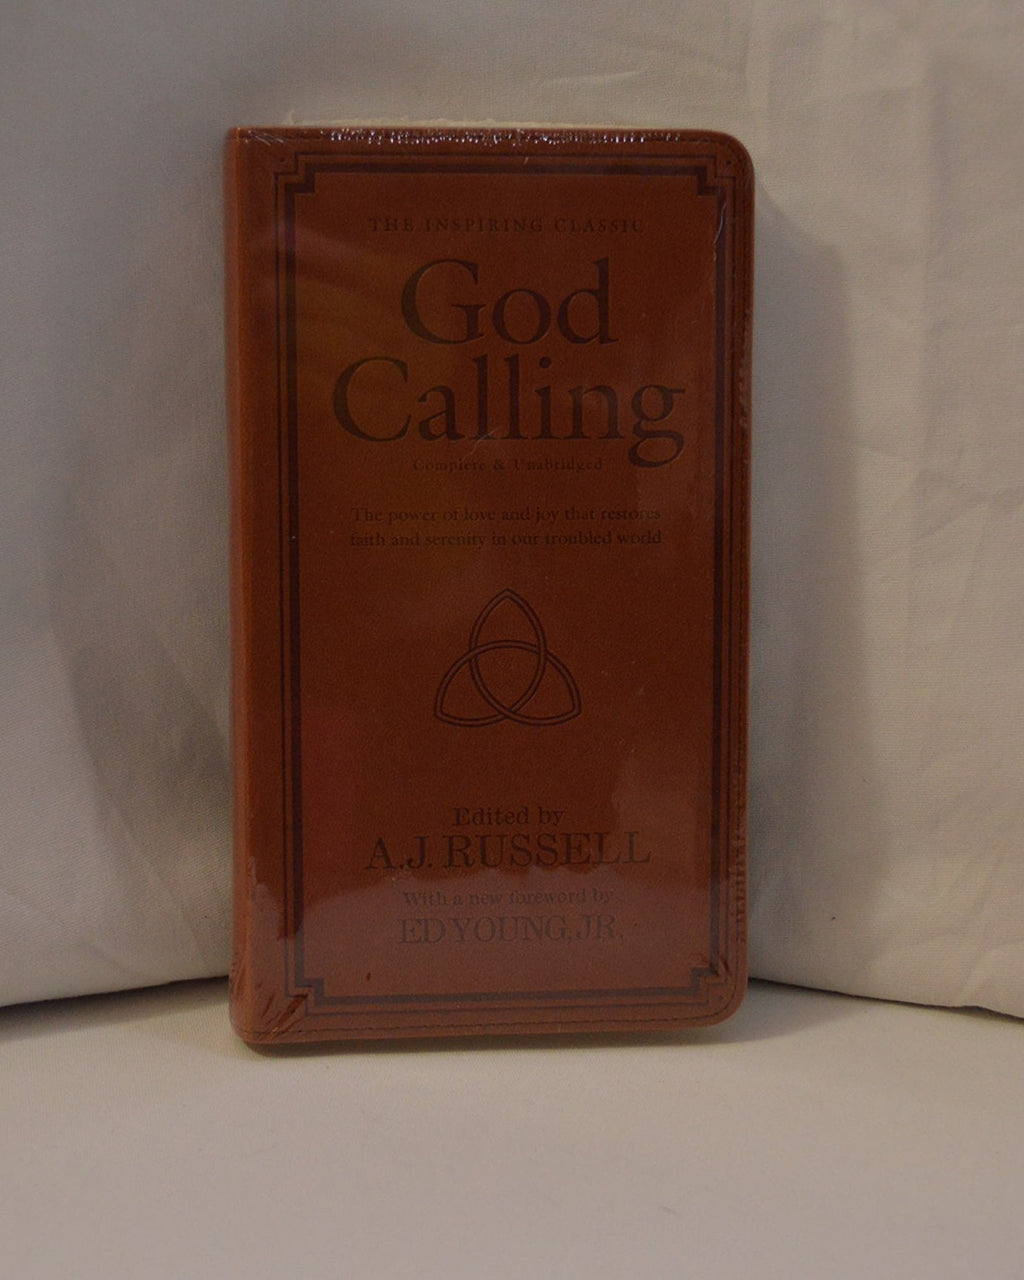 THE INSPIRING CLASSIC
God
Calling
Complete & Unabridged
The power of love and joy that restores
faith and serenity in our troubled world
Edited by
A.J. RUSSELL
With a new foreword by
ED YOUNG, JR.